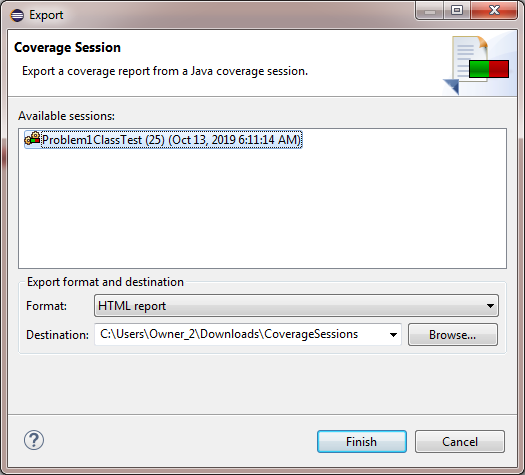 Export
Coverage Session
Export a coverage report from a Java coverage session.
Available sessions:
Problem1ClassTest (25) (Oct 13, 2019 6:11:14 AM)
Export format and destination
Format: HTML report
Destination: C:\Users\Owner_2\Downloads\CoverageSessions Browse...
? Finish Cancel